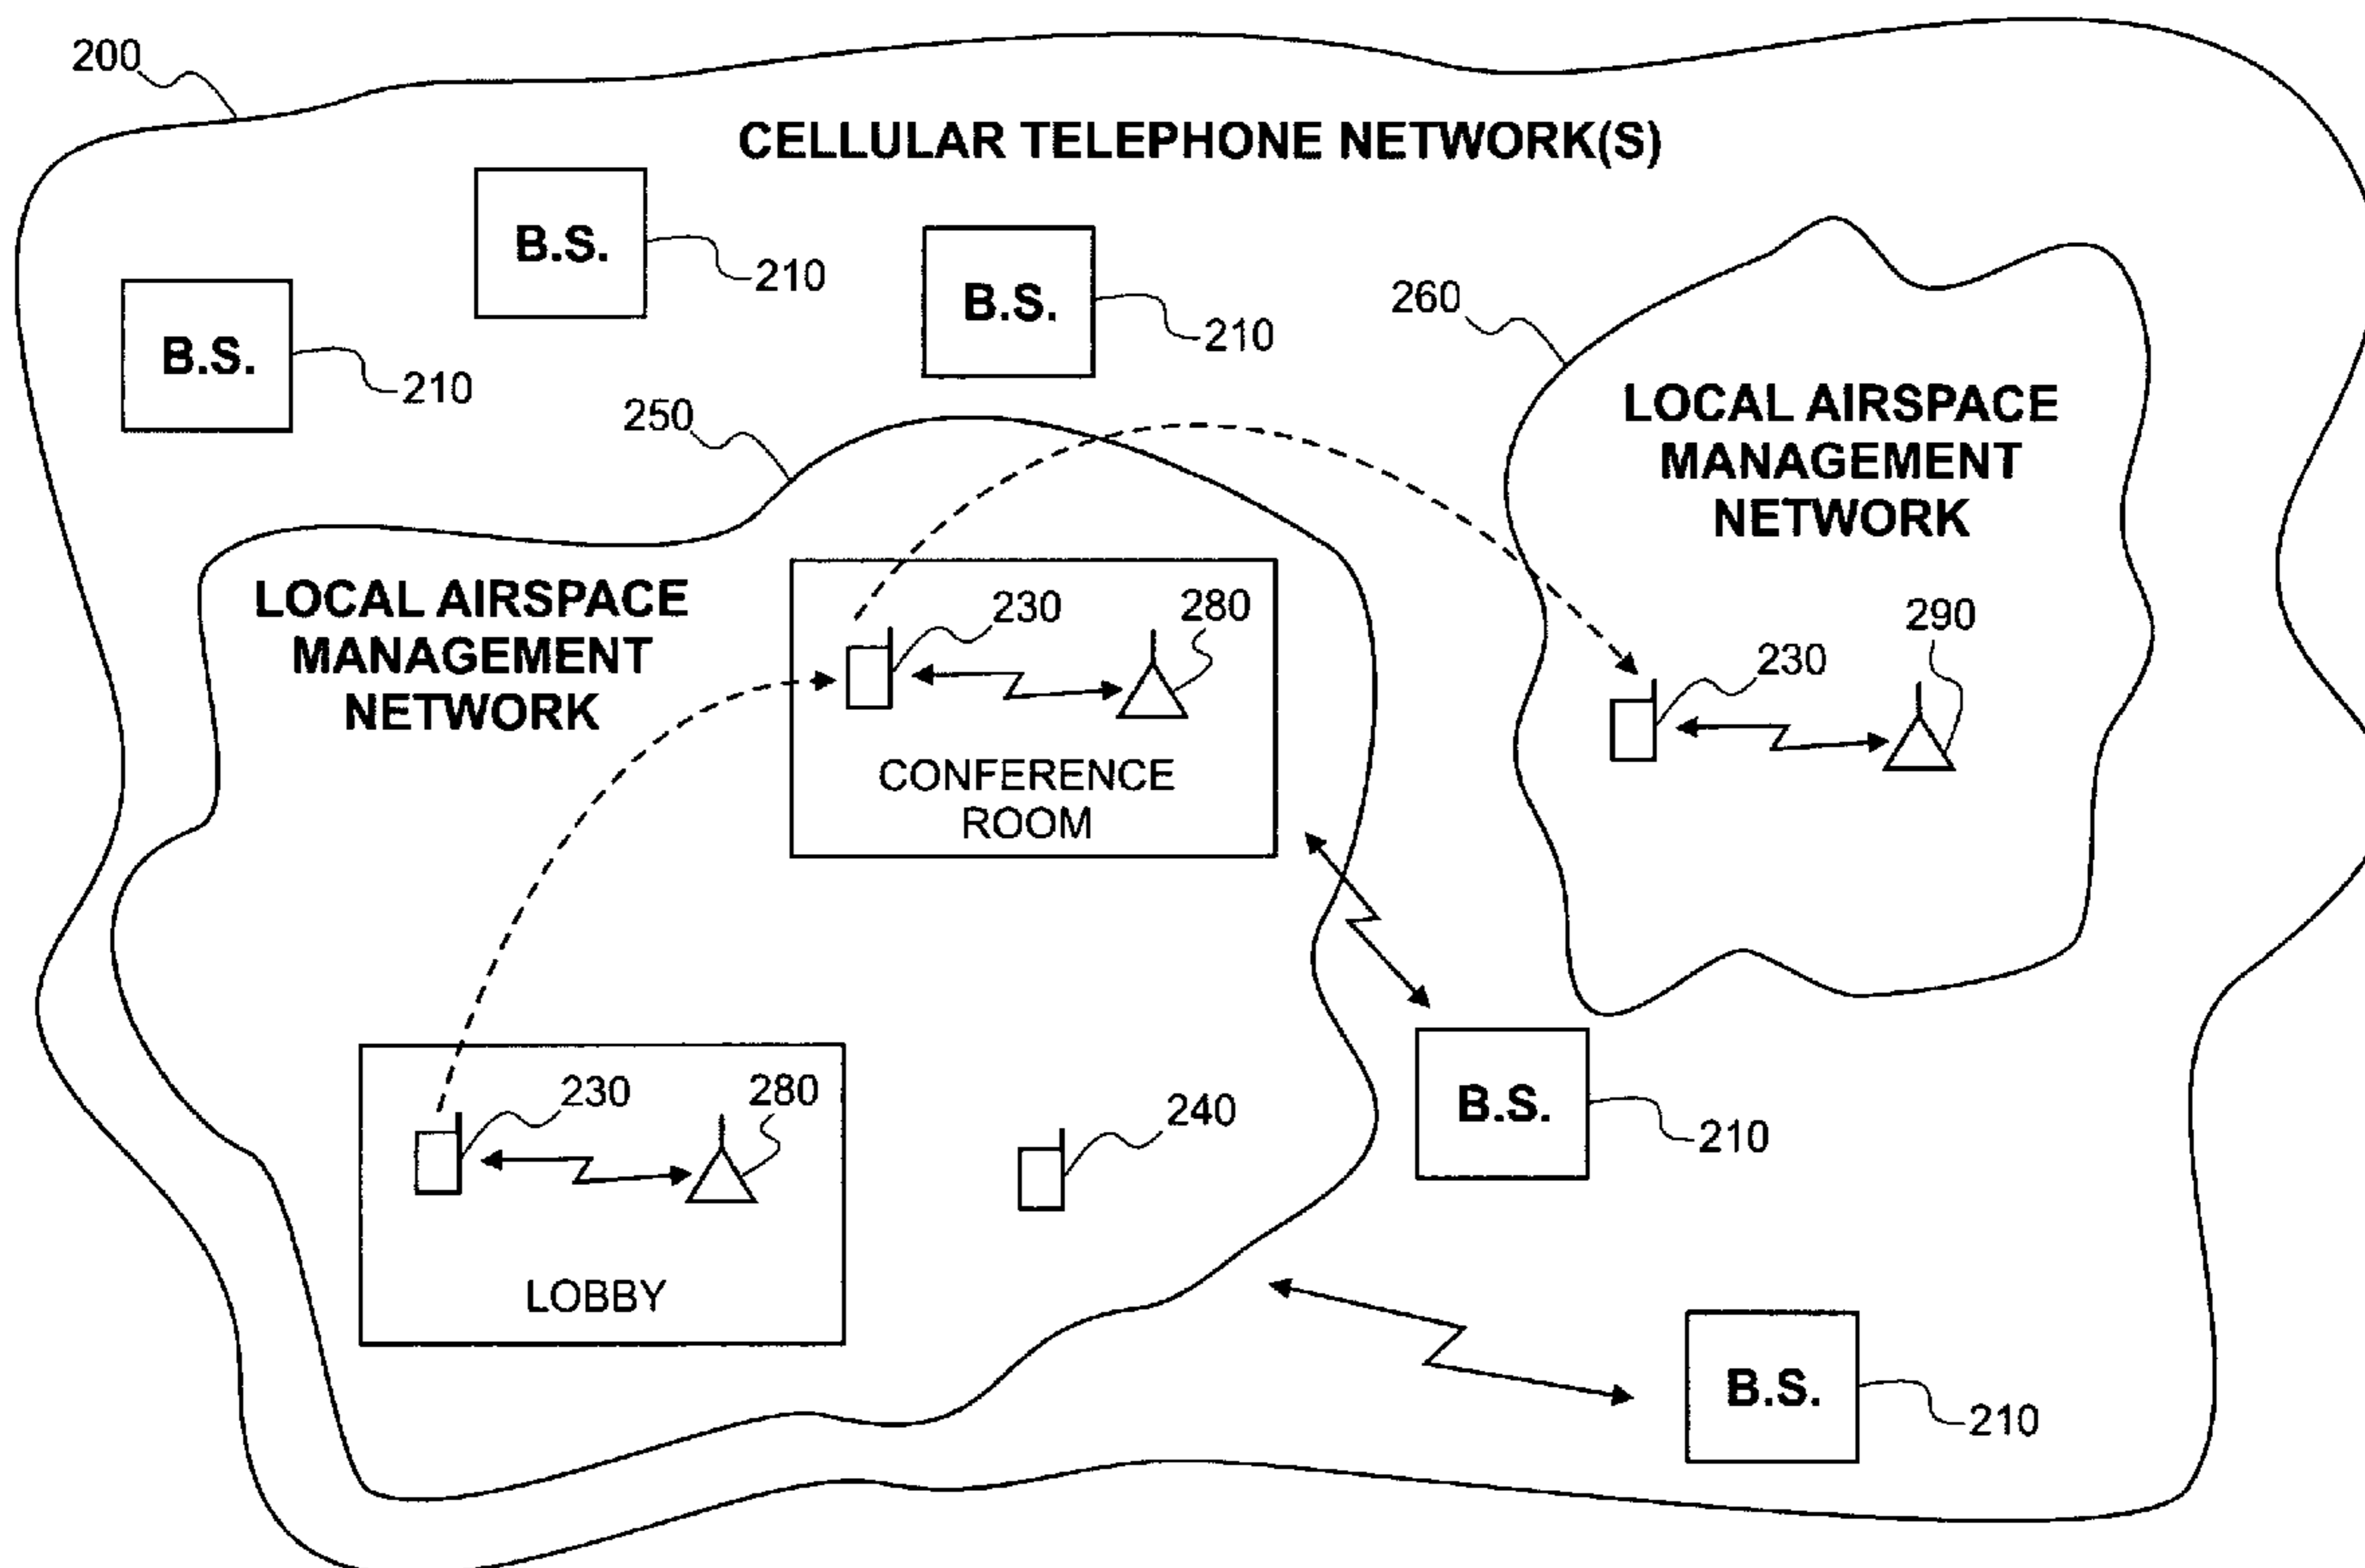 200
CELLULAR TELEPHONE NETWORK(S)
B.S.
210
B.S.
210
B.S.
210
260
LOCAL AIRSPACE
MANAGEMENT
NETWORK
250
LOCAL AIRSPACE
MANAGEMENT
NETWORK
230
280
CONFERENCE
ROOM
230
290
230
280
LOBBY
240
B.S.
210
B.S.
210